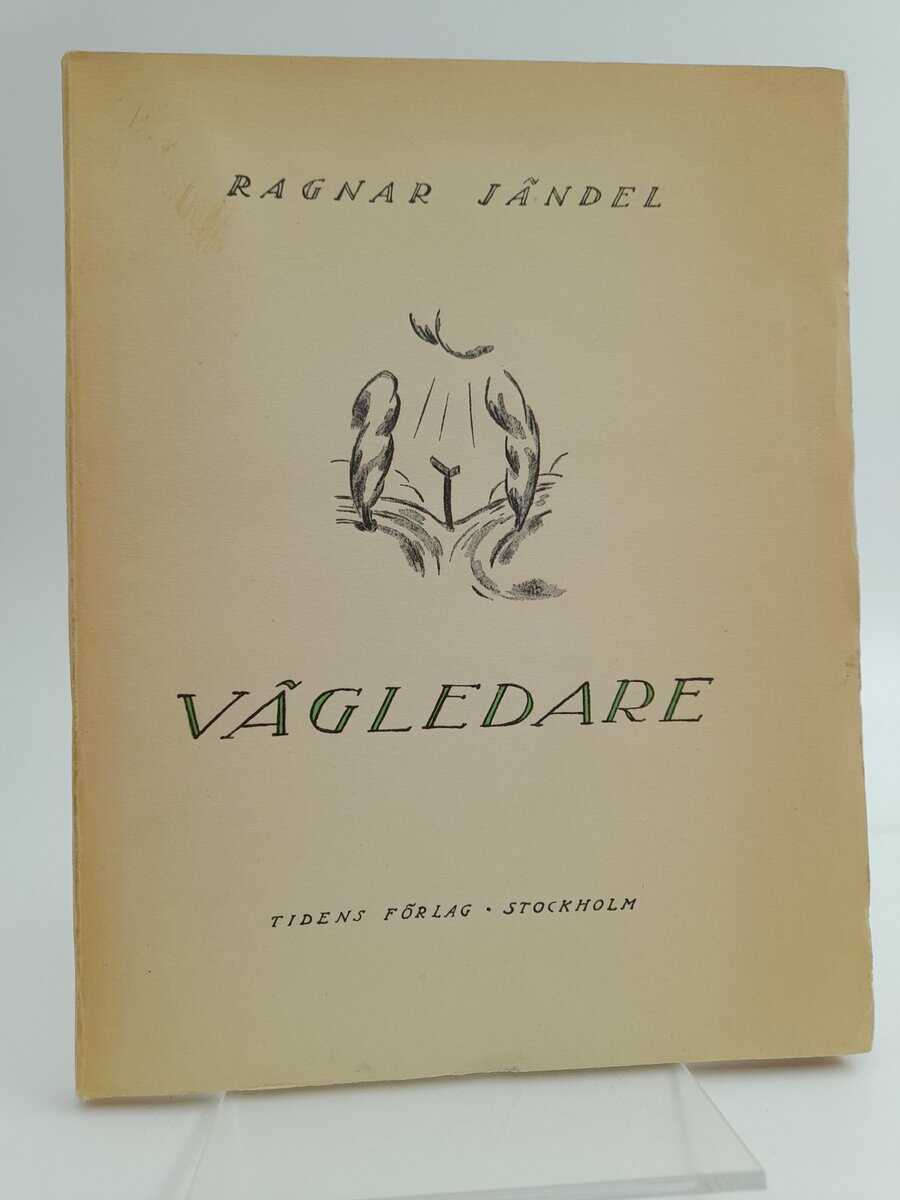 RAGNAR JÄNDEL
VÄGLEDARE
TIDENS FÖRLAG · STOCKHOLM